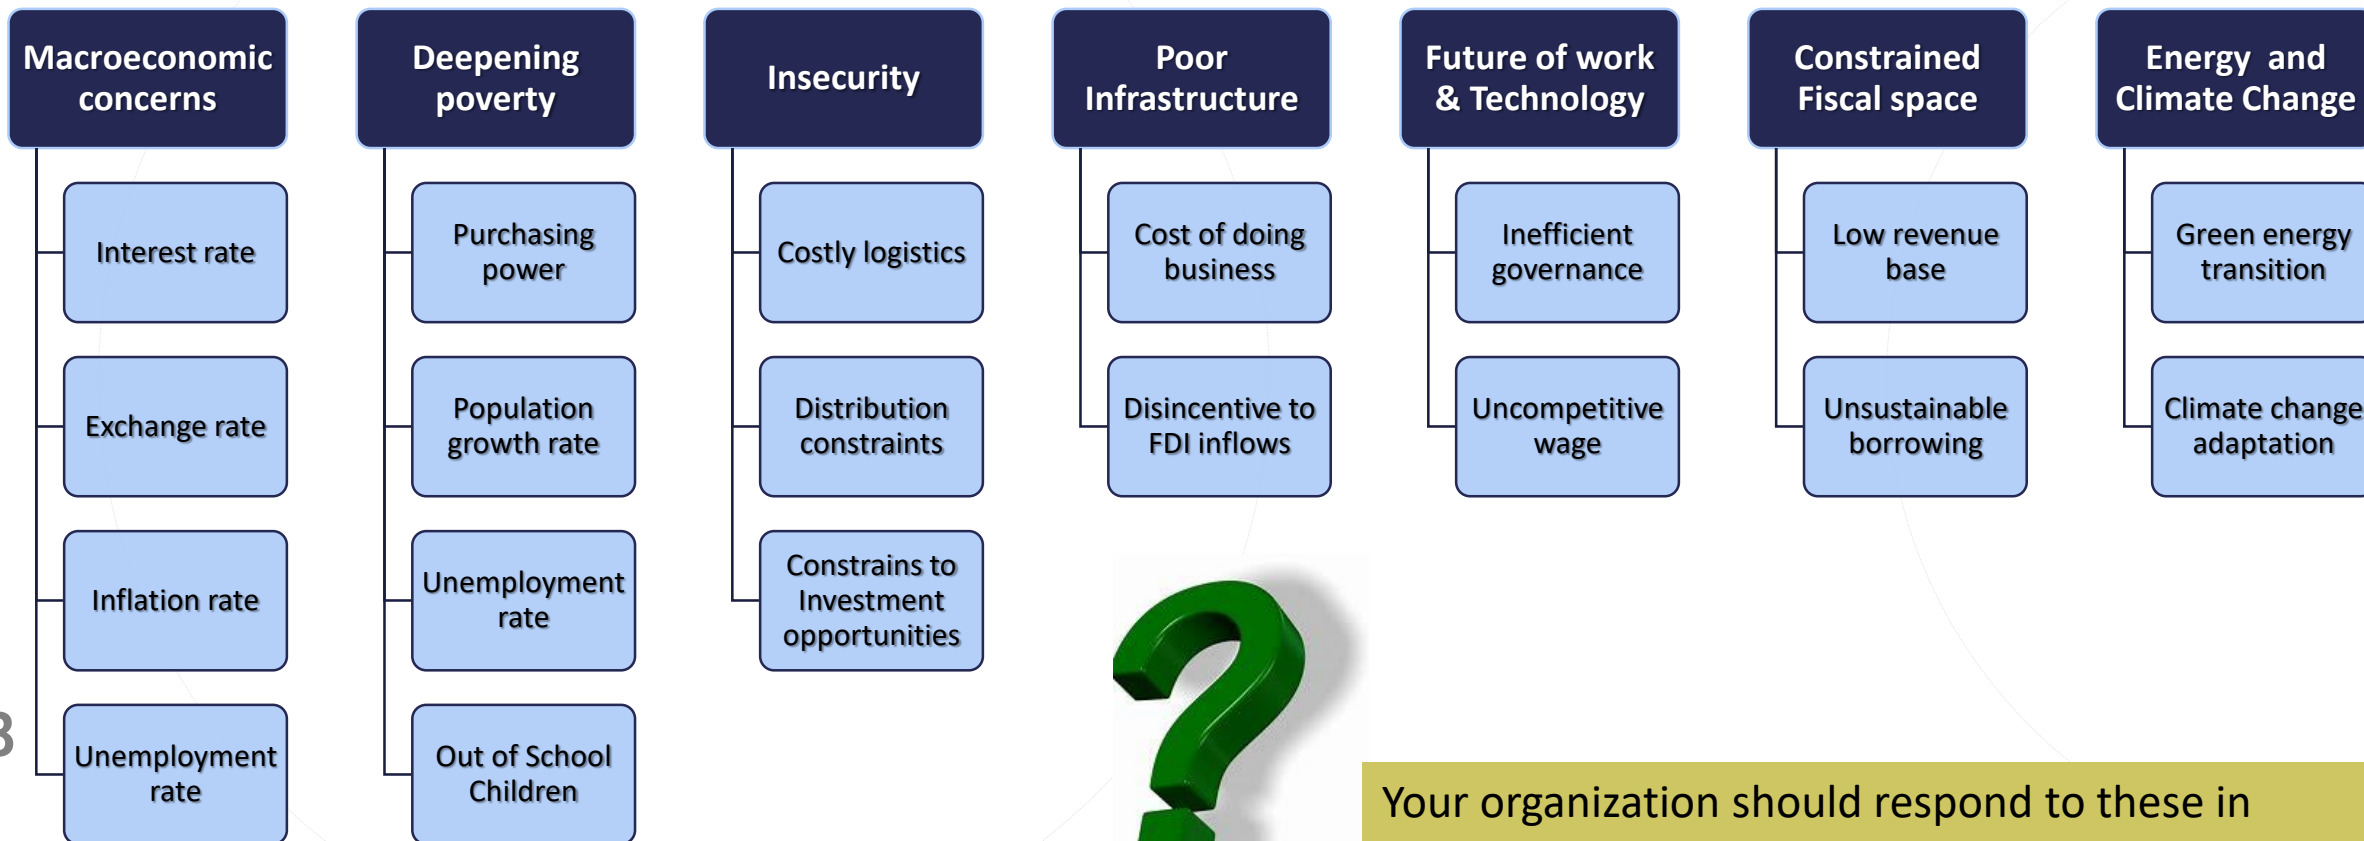 Macroeconomic
concerns
Interest rate
Exchange rate
Inflation rate
Unemployment
rate
Deepening
poverty
Purchasing
power
Population
growth rate
Unemployment
rate
Out of School
Children
Insecurity
Costly logistics
Distribution
constraints
Constrains to
Investment
opportunities
Poor
Infrastructure
Cost of doing
business
Disincentive to
FDI inflows
Future of work
& Technology
Inefficient
governance
Uncompetitive
wage
Constrained
Fiscal space
Low revenue
base
Unsustainable
borrowing
Energy and
Climate Change
Green energy
transition
Climate change
adaptation
Your organization should respond to these in